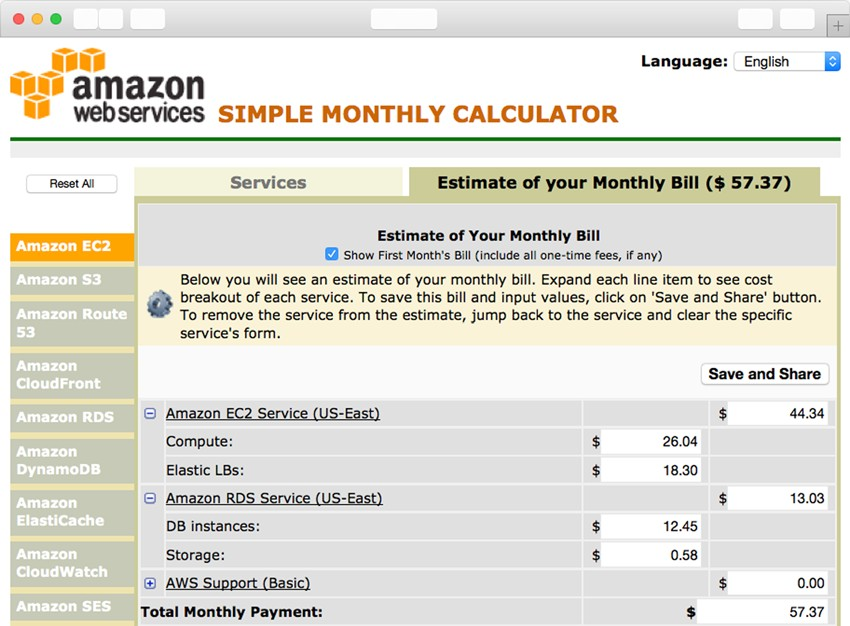 Language: English
amazon
web services
SIMPLE MONTHLY CALCULATOR
Reset All
Services
Estimate of your Monthly Bill ($ 57.37)
Amazon EC2
Amazon S3
Amazon Route
53
Amazon
CloudFront
Amazon RDS
Amazon
DynamoDB
Amazon
ElastiCache
Amazon
CloudWatch
Amazon SES
Estimate of Your Monthly Bill
Show First Month's Bill (include all one-time fees, if any)
Below you will see an estimate of your monthly bill. Expand each line item to see cost
breakout of each service. To save this bill and input values, click on 'Save and Share' button.
To remove the service from the estimate, jump back to the service and clear the specific
service's form.
Save and Share
Amazon EC2 Service (US-East) $ 44.34
Compute: $ 26.04
Elastic LBs: $ 18.30
Amazon RDS Service (US-East) $ 13.03
DB instances: $ 12.45
Storage: $ 0.58
AWS Support (Basic) $ 0.00
Total Monthly Payment: $ 57.37